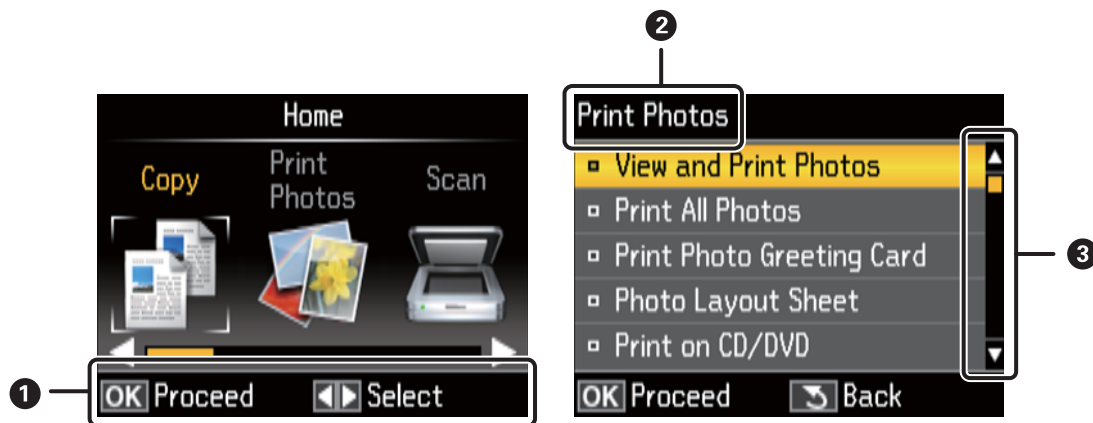 2
Home
Copy
Print
Photos
Scan
1
OK Proceed
Select
Print Photos
View and Print Photos
Print All Photos
Print Photo Greeting Card
Photo Layout Sheet
Print on CD/DVD
3
OK Proceed
Back